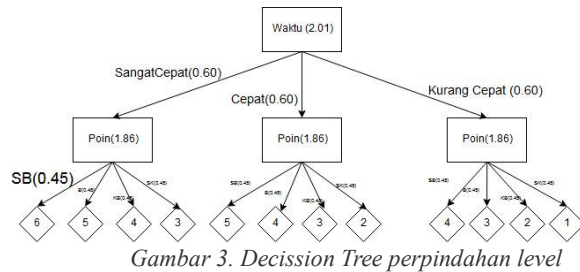 Waktu (2.01)
SangatCepat(0.60)
Cepat(0.60)
Kurang Cepat (0.60)
Poin(1.86)
Poin(1.86)
Poin(1.86)
SB(0.45)
B(0.45)
KB(0.45)
SK(0.45)
SB(0.45)
B(0.45)
KB(0.45)
SK(0.45)
SB(0.45)
B(0.45)
KB(0.45)
SK(0.45)
6 5 4 3 5 4 3 2 4 3 2 1
Gambar 3. Decission Tree perpindahan level